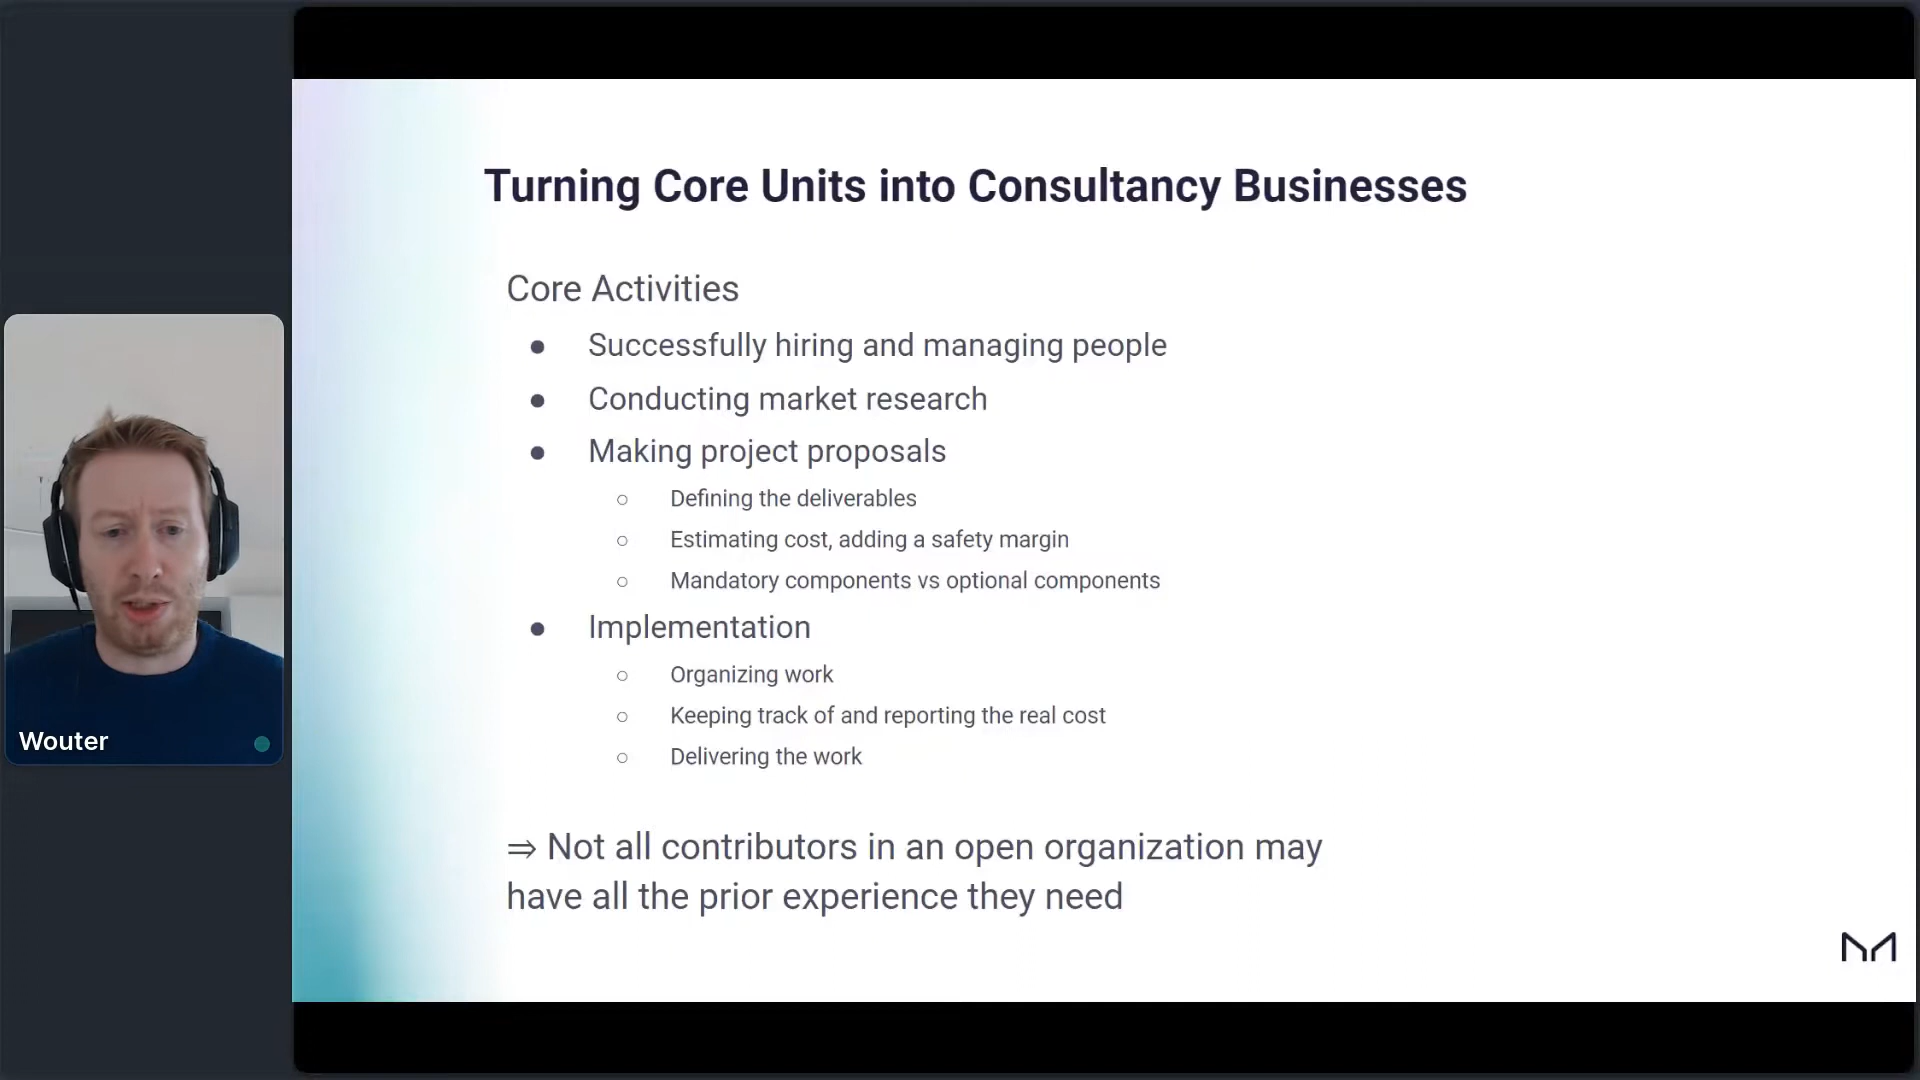 Turning Core Units into Consultancy Businesses
Core Activities
● Successfully hiring and managing people
● Conducting market research
● Making project proposals
○ Defining the deliverables
○ Estimating cost, adding a safety margin
○ Mandatory components vs optional components
● Implementation
○ Organizing work
○ Keeping track of and reporting the real cost
○ Delivering the work
⇒ Not all contributors in an open organization may
have all the prior experience they need
Wouter